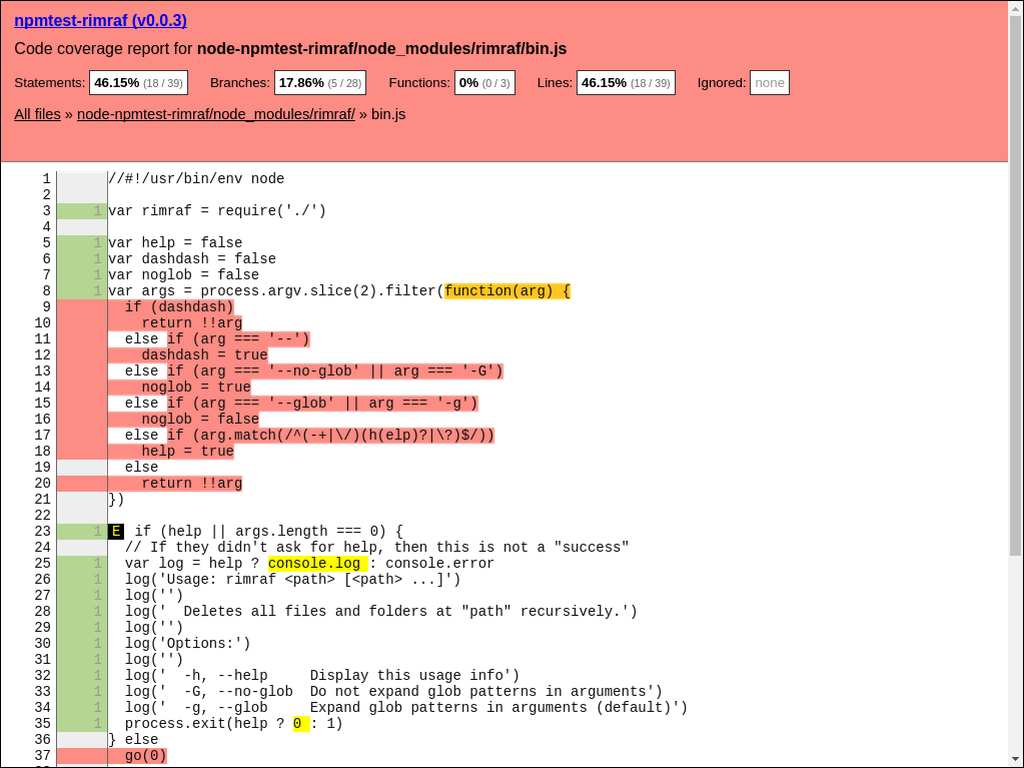 npmtest-rimraf (v0.0.3)
Code coverage report for node-npmtest-rimraf/node_modules/rimraf/bin.js
Statements: 46.15% (18 / 39) Branches: 17.86% (5 / 28) Functions: 0% (0 / 3) Lines: 46.15% (18 / 39) Ignored: none
All files » node-npmtest-rimraf/node_modules/rimraf/ » bin.js
1 //#!/usr/bin/env node
2
3 1 var rimraf = require('./')
4
5 1 var help = false
6 1 var dashdash = false
7 1 var noglob = false
8 1 var args = process.argv.slice(2).filter(function(arg) {
9   if (dashdash)
10     return !!arg
11   else if (arg === '--')
12     dashdash = true
13   else if (arg === '--no-glob' || arg === '-G')
14     noglob = true
15   else if (arg === '--glob' || arg === '-g')
16     noglob = false
17   else if (arg.match(/^(-+|\/)(h(elp)?|\?)$/))
18     help = true
19   else
20     return !!arg
21 })
22
23 1 E if (help || args.length === 0) {
24   // If they didn't ask for help, then this is not a "success"
25 1   var log = help ? console.log : console.error
26 1   log('Usage: rimraf <path> [<path> ...]')
27 1   log('')
28 1   log('  Deletes all files and folders at "path" recursively.')
29 1   log('')
30 1   log('Options:')
31 1   log('')
32 1   log('  -h, --help     Display this usage info')
33 1   log('  -G, --no-glob  Do not expand glob patterns in arguments')
34 1   log('  -g, --glob     Expand glob patterns in arguments (default)')
35 1   process.exit(help ? 0 : 1)
36 } else
37   go(0)